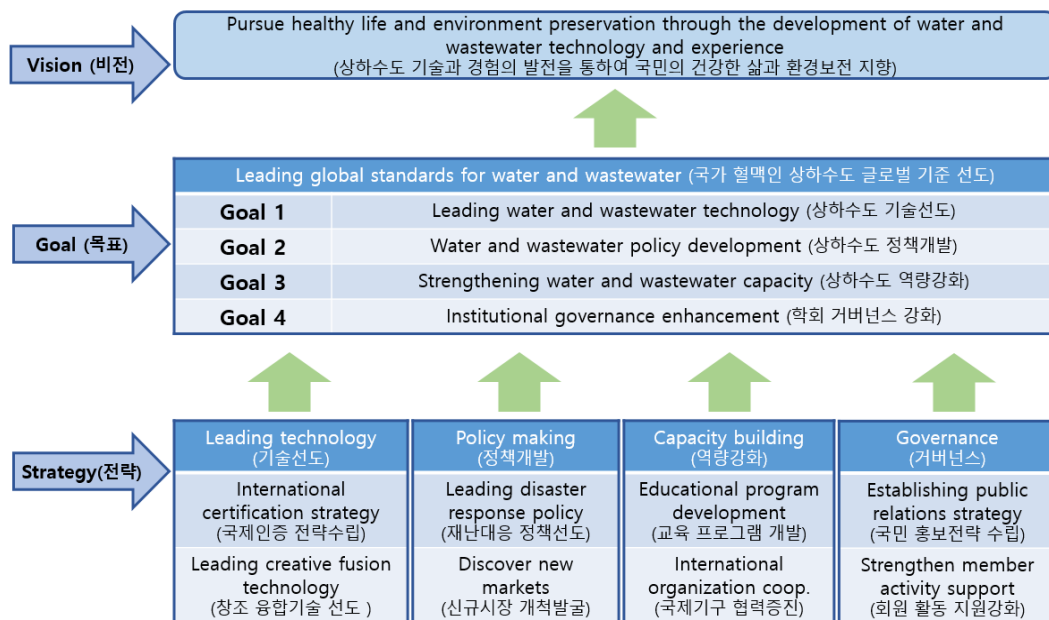 Vision (비전)
Pursue healthy life and environment preservation through the development of water and
wastewater technology and experience
(상하수도 기술과 경험의 발전을 통하여 국민의 건강한 삶과 환경보전 지향)
Goal (목표)
Leading global standards for water and wastewater (국가 혈맥인 상하수도 글로벌 기준 선도)
Goal 1 Leading water and wastewater technology (상하수도 기술선도)
Goal 2 Water and wastewater policy development (상하수도 정책개발)
Goal 3 Strengthening water and wastewater capacity (상하수도 역량강화)
Goal 4 Institutional governance enhancement (학회 거버넌스 강화)
Strategy(전략)
Leading technology
(기술선도)
International
certification strategy
(국제인증 전략수립)
Leading creative fusion
technology
(창조 융합기술 선도 )
Policy making
(정책개발)
Leading disaster
response policy
(재난대응 정책선도)
Discover new
markets
(신규시장 개척발굴)
Capacity building
(역량강화)
Educational program
development
(교육 프로그램 개발)
International
organization coop.
(국제기구 협력증진)
Governance
(거버넌스)
Establishing public
relations strategy
(국민 홍보전략 수립)
Strengthen member
activity support
(회원 활동 지원강화)